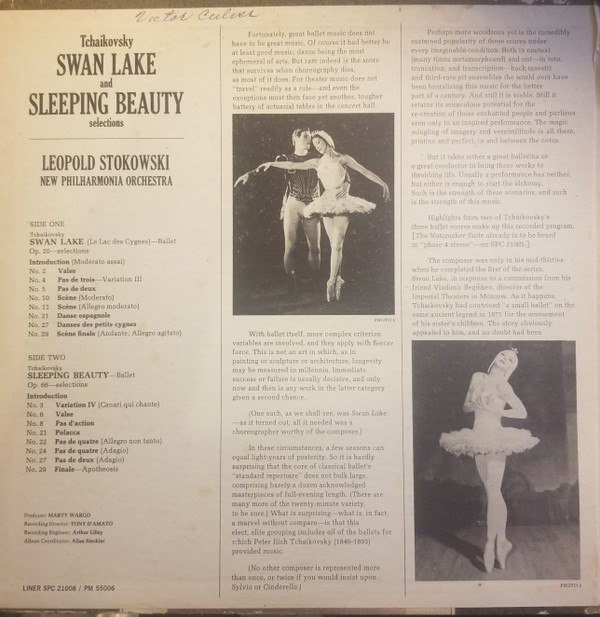 Victor Culver
Tchaikovsky
SWAN LAKE
and
SLEEPING BEAUTY
selections
LEOPOLD STOKOWSKI
NEW PHILHARMONIA ORCHESTRA
SIDE ONE
Tchaikovsky
SWAN LAKE (Le Lac des Cygnes)—Ballet
Op. 20—selections
Introduction (Moderato assai)
No. 2 Valse
No. 4 Pas de trois—Variation III
No. 5 Pas de deux
No. 10 Scène (Moderato)
No. 11 Scène (Allegro moderato)
No. 21 Danse espagnole
No. 27 Danses des petits cygnes
No. 28 Scène finale (Andante; Allegro agitato)
SIDE TWO
Tchaikovsky
SLEEPING BEAUTY—Ballet
Op. 66—selections
Introduction
No. 3 Variation IV (Canari qui chante)
No. 6 Valse
No. 8 Pas d'action
No. 21 Polacca
No. 22 Pas de quatre (Allegro non tanto)
No. 24 Pas de quatre (Adagio)
No. 27 Pas de deux (Adagio)
No. 29 Finale—Apotheosis
Producer: MARTY WARGO
Recording Director: TONY D'AMATO
Recording Engineer: Arthur Lilley
Album Coordinator: Allan Steckler
LINER SPC 21008 / PM 55006
Fortunately, great ballet music does not
have to be great music. Of course it had better be
at least good music, dance being the most
ephemeral of arts. But rare indeed is the score
that survives when choreography dies,
as most of it does. For theater music does not
"travel" readily as a rule—and even the
exceptions must then face yet another, tougher
battery of actuarial tables in the concert hall.
PHOTO 1
With ballet itself, more complex criterion
variables are involved, and they apply with fiercer
force. This is not an art in which, as in
painting or sculpture or architecture, longevity
may be measured in millennia. Immediate
success or failure is usually decisive, and only
now and then is any work in the latter category
given a second chance.
(One such, as we shall see, was Swan Lake
—as it turned out, all it needed was a
choreographer worthy of the composer.)
In these circumstances, a few seasons can
equal light-years of posterity. So it is hardly
surprising that the core of classical ballet's
"standard repertoire" does not bulk large,
comprising barely a dozen acknowledged
masterpieces of full-evening length. (There are
many more of the twenty-minute variety,
to be sure.) What is surprising—what is, in fact,
a marvel without compare—is that this
elect, elite grouping includes all of the ballets for
which Peter Ilich Tchaikovsky (1840-1893)
provided music.
(No other composer is represented more
than once, or twice if you would insist upon
Sylvia or Cinderella.)
Perhaps more wondrous yet is the incredibly
sustained popularity of these scores under
every imaginable condition. Both in context
(many times metamorphosed) and out—in toto,
truncation, and transcription—hack maestri
and third-rate pit ensembles the world over have
been brutalizing this music for the better
part of a century. And still it is viable. Still it
retains its miraculous potential for the
re-creation of these enchanted people and purlieus
seen only in an inspired performance. The magic
mingling of imagery and verisimilitude is all there,
pristine and perfect, in and between the notes.
But it takes either a great ballerina or
a great conductor to bring these works to
throbbing life. Usually a performance has neither,
but either is enough to start the alchemy.
Such is the strength of these scenarios, and such
is the strength of this music.
Highlights from two of Tchaikovsky's
three ballet scores make up this recorded program.
[The Nutcracker Suite already is to be heard
in "phase 4 stereo"—on SPC 21005.]
The composer was only in his mid-thirties
when he completed the first of the series,
Swan Lake, in response to a commission from his
friend Vladimir Begichev, director of the
Imperial Theaters in Moscow. As it happens,
Tchaikovsky had contrived "a small ballet" on the
same ancient legend in 1871 for the amusement
of his sister's children. The story obviously
appealed to him, and no doubt had been
PHOTO 2